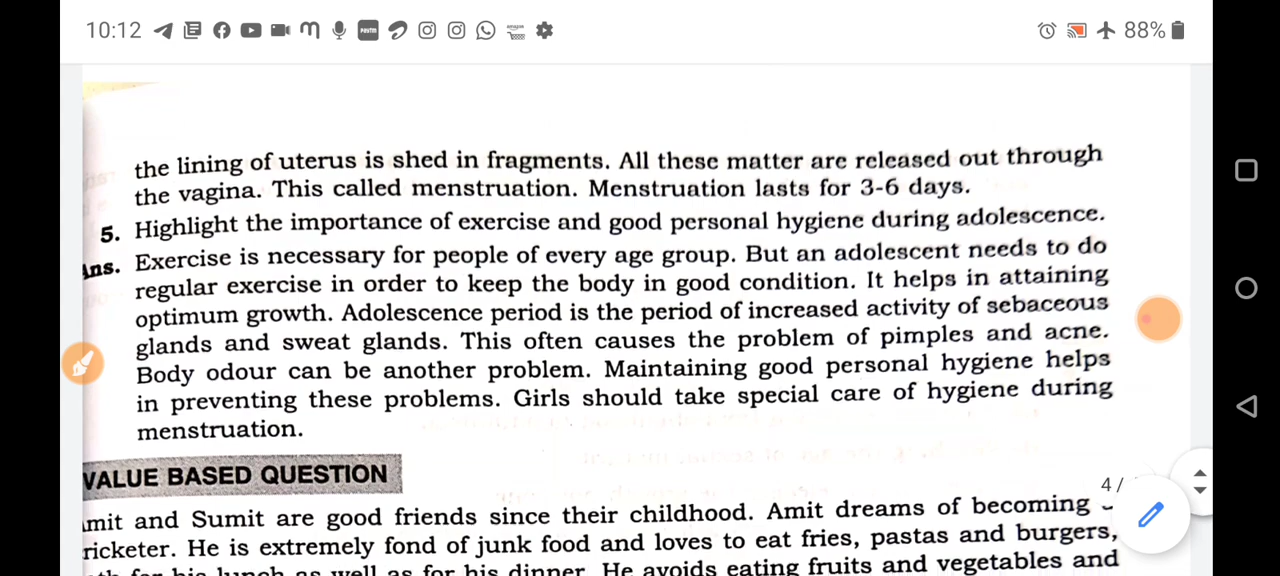 10:12
88%
the lining of uterus is shed in fragments. All these matter are released out through
the vagina. This called menstruation. Menstruation lasts for 3-6 days.
5. Highlight the importance of exercise and good personal hygiene during adolescence.
Ans. Exercise is necessary for people of every age group. But an adolescent needs to do
regular exercise in order to keep the body in good condition. It helps in attaining
optimum growth. Adolescence period is the period of increased activity of sebaceous
glands and sweat glands. This often causes the problem of pimples and acne.
Body odour can be another problem. Maintaining good personal hygiene helps
in preventing these problems. Girls should take special care of hygiene during
menstruation.
VALUE BASED QUESTION
4 /
mit and Sumit are good friends since their childhood. Amit dreams of becoming
ricketer. He is extremely fond of junk food and loves to eat fries, pastas and burgers,
for his lunch as well as for his dinner. He avoids eating fruits and vegetables and